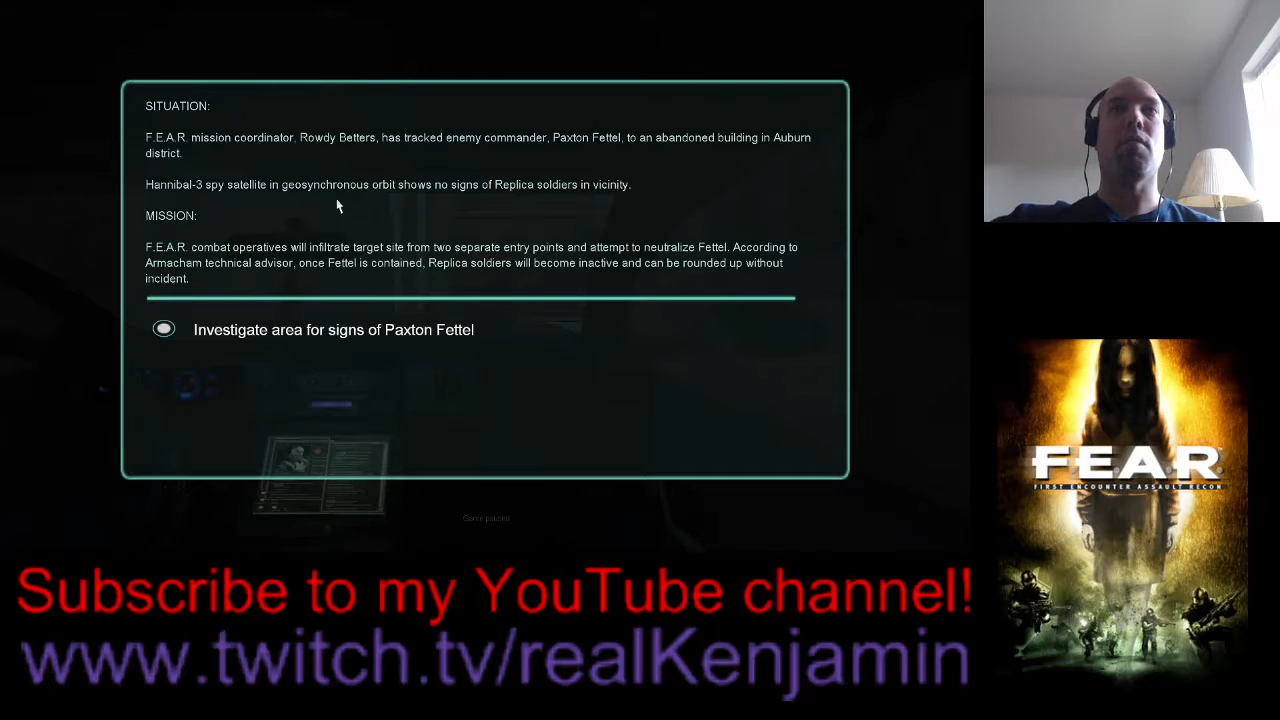 SITUATION:
F.E.A.R. mission coordinator, Rowdy Betters, has tracked enemy commander, Paxton Fettel, to an abandoned building in Auburn
district.
Hannibal-3 spy satellite in geosynchronous orbit shows no signs of Replica soldiers in vicinity.
MISSION:
F.E.A.R. combat operatives will infiltrate target site from two separate entry points and attempt to neutralize Fettel. According to
Armacham technical advisor, once Fettel is contained, Replica soldiers will become inactive and can be rounded up without
incident.
Investigate area for signs of Paxton Fettel
Game paused
Subscribe to my YouTube channel!
www.twitch.tv/realKenjamin
F.E.A.R.
FIRST ENCOUNTER ASSAULT RECON